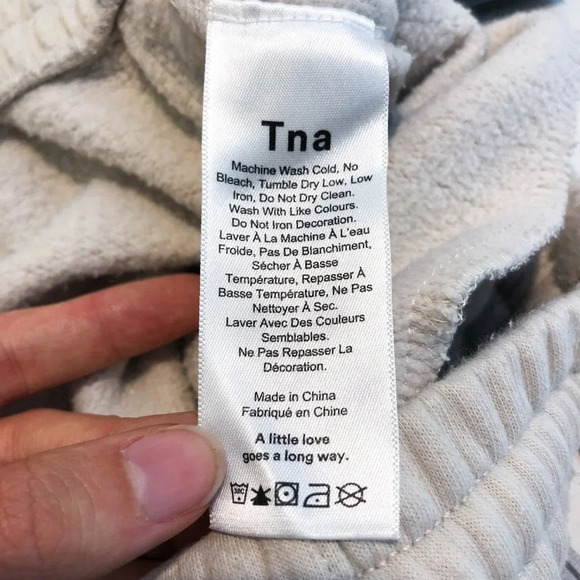 Tna
Machine Wash Cold, No
Bleach, Tumble Dry Low, Low
Iron, Do Not Dry Clean.
Wash With Like Colours.
Do Not Iron Decoration.
Laver À La Machine À L'eau
Froide, Pas De Blanchiment,
Sécher À Basse
Température, Repasser À
Basse Température, Ne Pas
Nettoyer À Sec.
Laver Avec Des Couleurs
Semblables.
Ne Pas Repasser La
Décoration.
Made in China
Fabriqué en Chine
A little love
goes a long way.
30C